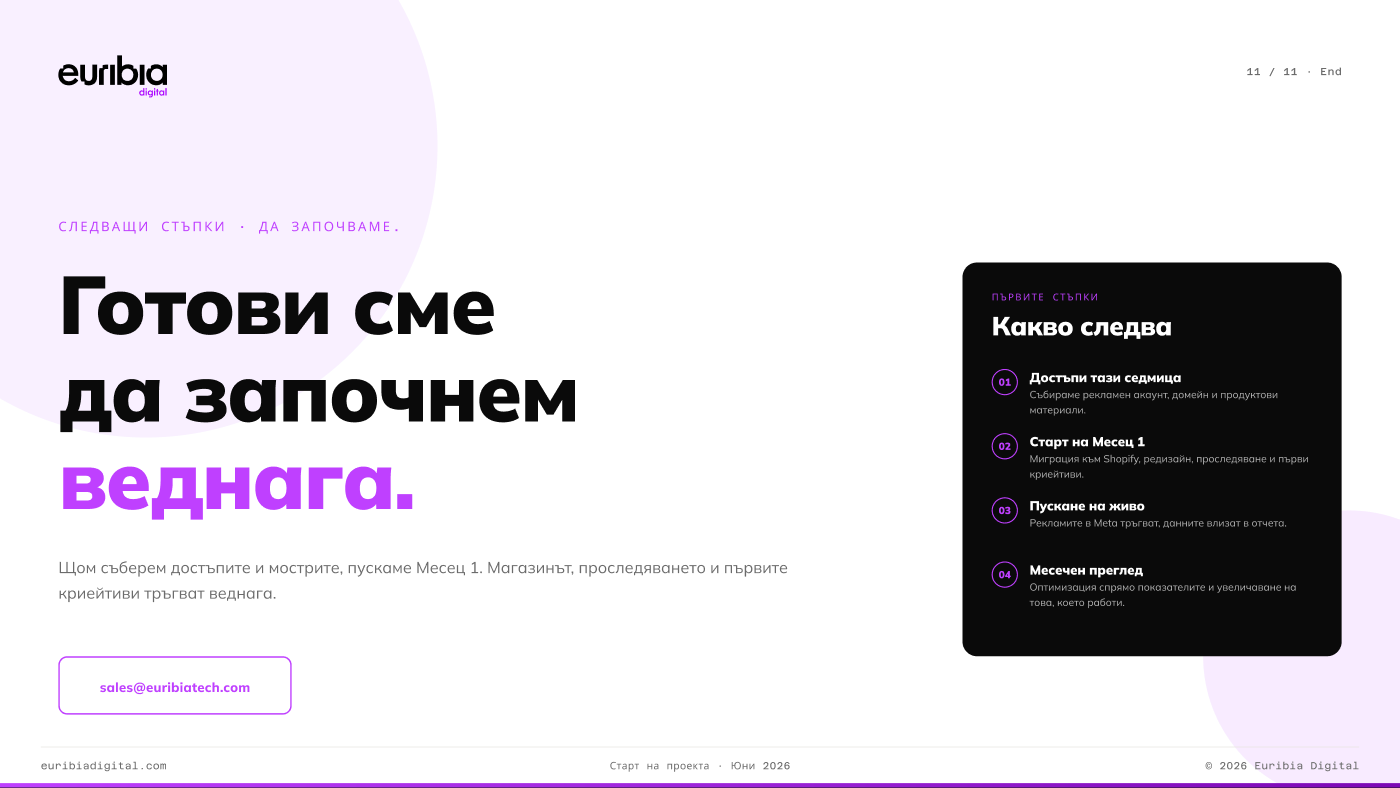 euribia
digital
11 / 11 · End
СЛЕДВАЩИ СТЪПКИ · ДА ЗАПОЧВАМЕ.
Готови сме
да започнем
веднага.
Щом съберем достъпите и мострите, пускаме Месец 1. Магазинът, проследяването и първите
криейтиви тръгват веднага.
sales@euribiatech.com
ПЪРВИТЕ СТЪПКИ
Какво следва
01
Достъпи тази седмица
Събираме рекламен акаунт, домейн и продуктови
материали.
02
Старт на Месец 1
Миграция към Shopify, редизайн, проследяване и първи
криейтиви.
03
Пускане на живо
Рекламите в Meta тръгват, данните влизат в отчета.
04
Месечен преглед
Оптимизация спрямо показателите и увеличаване на
това, което работи.
euribiadigital.com
Старт на проекта · Юни 2026
© 2026 Euribia Digital